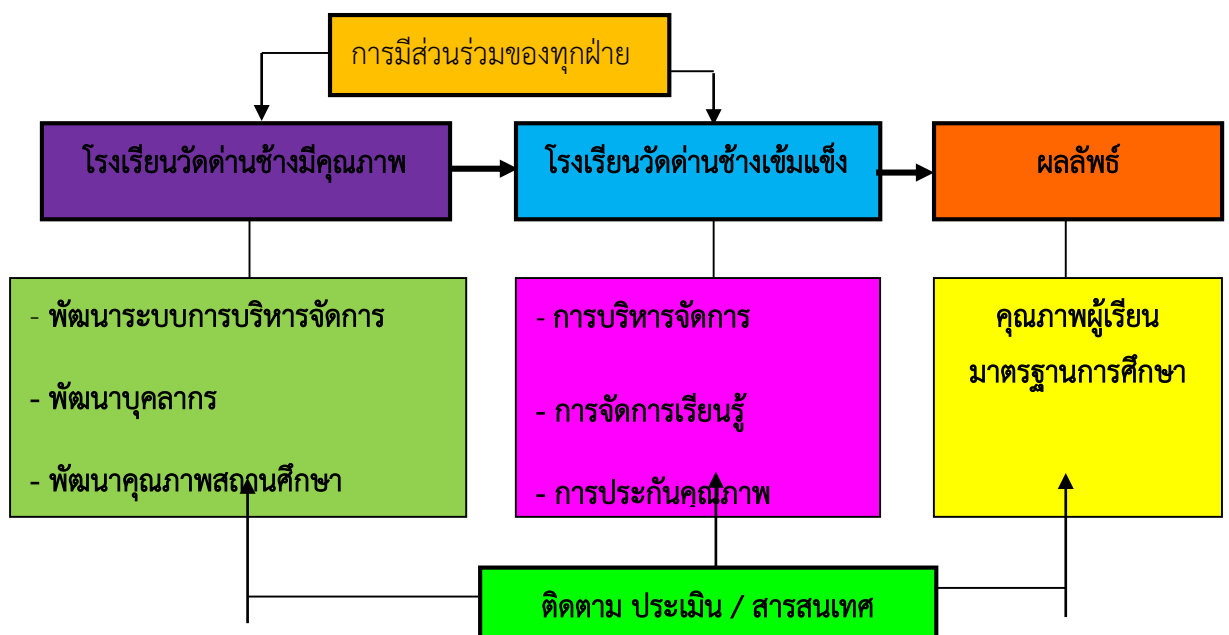 การมีส่วนร่วมของทุกฝ่าย
โรงเรียนวัดด่านช้างมีคุณภาพ
โรงเรียนวัดด่านช้างเข้มแข็ง
ผลลัพธ์
- พัฒนาระบบการบริหารจัดการ
- พัฒนาบุคลากร
- พัฒนาคุณภาพสถานศึกษา
- การบริหารจัดการ
- การจัดการเรียนรู้
- การประกันคุณภาพ
คุณภาพผู้เรียน
มาตรฐานการศึกษา
ติดตาม ประเมิน / สารสนเทศ